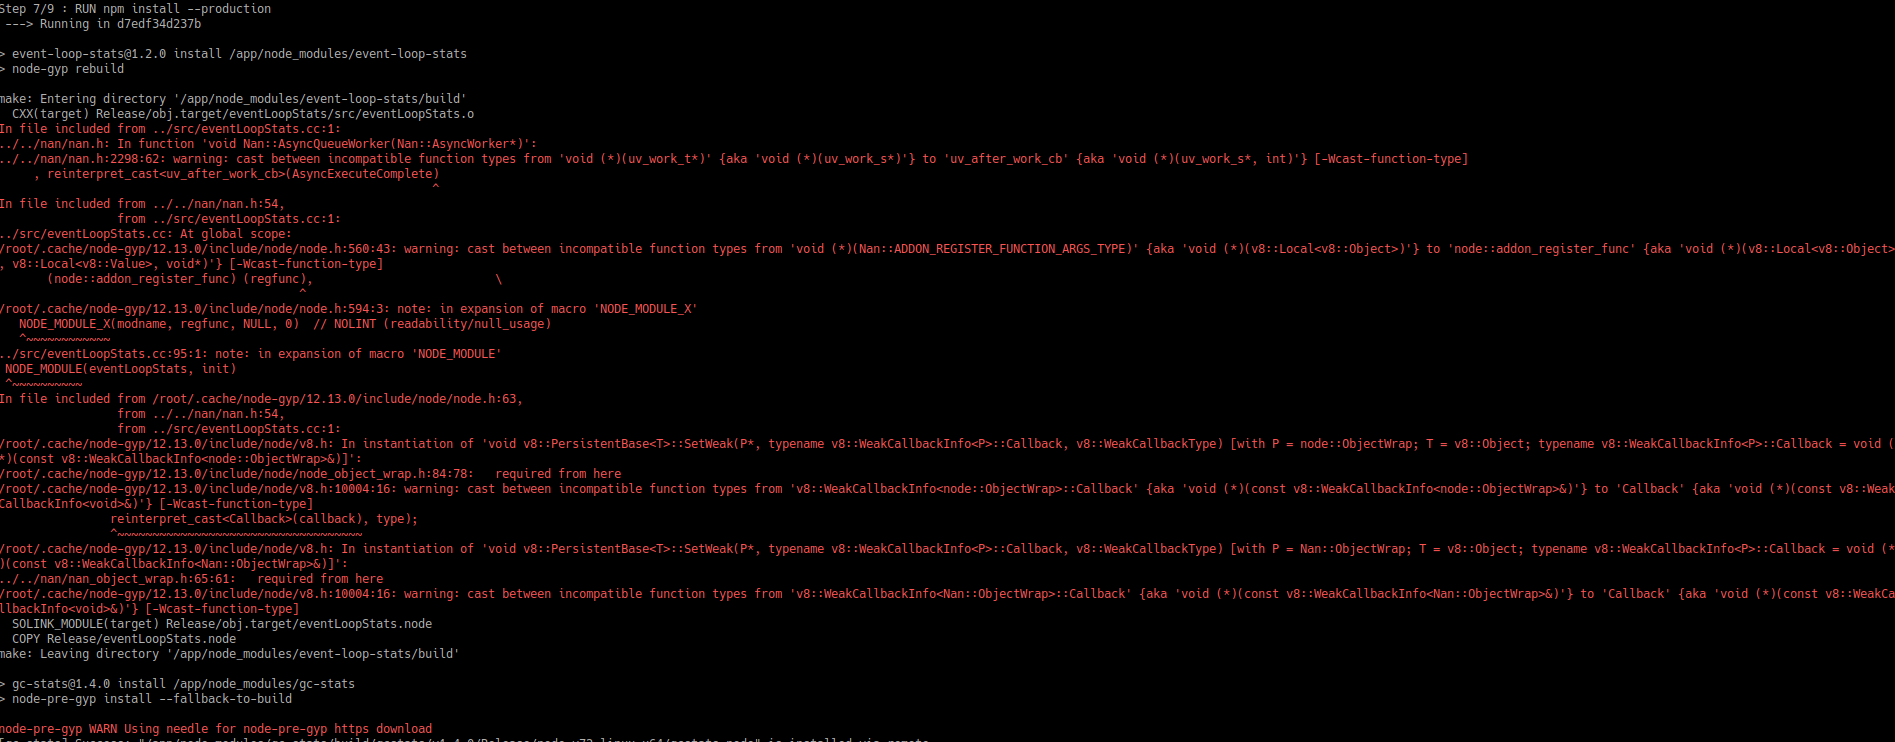 Step 7/9 : RUN npm install --production
---> Running in d7edf34d237b
> event-loop-stats@1.2.0 install /app/node_modules/event-loop-stats
> node-gyp rebuild
make: Entering directory '/app/node_modules/event-loop-stats/build'
CXX(target) Release/obj.target/eventLoopStats/src/eventLoopStats.o
In file included from ../src/eventLoopStats.cc:1:
../../nan/nan.h: In function 'void Nan::AsyncQueueWorker(Nan::AsyncWorker*)':
../../nan/nan.h:2298:62: warning: cast between incompatible function types from 'void (*)(uv_work_t*)' {aka 'void (*)(uv_work_s*)'} to 'uv_after_work_cb' {aka 'void (*)(uv_work_s*, int)'} [-Wcast-function-type]
, reinterpret_cast<uv_after_work_cb>(AsyncExecuteComplete)
^
In file included from ../../nan/nan.h:54,
from ../src/eventLoopStats.cc:1:
../src/eventLoopStats.cc: At global scope:
/root/.cache/node-gyp/12.13.0/include/node/node.h:560:43: warning: cast between incompatible function types from 'void (*)(Nan::ADDON_REGISTER_FUNCTION_ARGS_TYPE)' {aka 'void (*)(v8::Local<v8::Object>)'} to 'node::addon_register_func' {aka 'void (*)(v8::Local<v8::Object>
, v8::Local<v8::Value>, void*)'} [-Wcast-function-type]
(node::addon_register_func) (regfunc), \
^
/root/.cache/node-gyp/12.13.0/include/node/node.h:594:3: note: in expansion of macro 'NODE_MODULE_X'
NODE_MODULE_X(modname, regfunc, NULL, 0)  // NOLINT (readability/null_usage)
^~~~~~~~~~~~~
../src/eventLoopStats.cc:95:1: note: in expansion of macro 'NODE_MODULE'
NODE_MODULE(eventLoopStats, init)
^~~~~~~~~~~
In file included from /root/.cache/node-gyp/12.13.0/include/node/node.h:63,
from ../../nan/nan.h:54,
from ../src/eventLoopStats.cc:1:
/root/.cache/node-gyp/12.13.0/include/node/v8.h: In instantiation of 'void v8::PersistentBase<T>::SetWeak(P*, typename v8::WeakCallbackInfo<P>::Callback, v8::WeakCallbackType) [with P = node::ObjectWrap; T = v8::Object; typename v8::WeakCallbackInfo<P>::Callback = void (
*)(const v8::WeakCallbackInfo<node::ObjectWrap>&)]':
/root/.cache/node-gyp/12.13.0/include/node/node_object_wrap.h:84:78:   required from here
/root/.cache/node-gyp/12.13.0/include/node/v8.h:10004:16: warning: cast between incompatible function types from 'v8::WeakCallbackInfo<node::ObjectWrap>::Callback' {aka 'void (*)(const v8::WeakCallbackInfo<node::ObjectWrap>&)'} to 'Callback' {aka 'void (*)(const v8::Weak
CallbackInfo<void>&)'} [-Wcast-function-type]
reinterpret_cast<Callback>(callback), type);
^~~~~~~~~~~~~~~~~~~~~~~~~~~~~~~~~~~~
/root/.cache/node-gyp/12.13.0/include/node/v8.h: In instantiation of 'void v8::PersistentBase<T>::SetWeak(P*, typename v8::WeakCallbackInfo<P>::Callback, v8::WeakCallbackType) [with P = Nan::ObjectWrap; T = v8::Object; typename v8::WeakCallbackInfo<P>::Callback = void (*
)(const v8::WeakCallbackInfo<Nan::ObjectWrap>&)]':
../../nan/nan_object_wrap.h:65:61:   required from here
/root/.cache/node-gyp/12.13.0/include/node/v8.h:10004:16: warning: cast between incompatible function types from 'v8::WeakCallbackInfo<Nan::ObjectWrap>::Callback' {aka 'void (*)(const v8::WeakCallbackInfo<Nan::ObjectWrap>&)'} to 'Callback' {aka 'void (*)(const v8::WeakCa
llbackInfo<void>&)'} [-Wcast-function-type]
SOLINK_MODULE(target) Release/obj.target/eventLoopStats.node
COPY Release/eventLoopStats.node
make: Leaving directory '/app/node_modules/event-loop-stats/build'
> gc-stats@1.4.0 install /app/node_modules/gc-stats
> node-pre-gyp install --fallback-to-build
node-pre-gyp WARN Using needle for node-pre-gyp https download